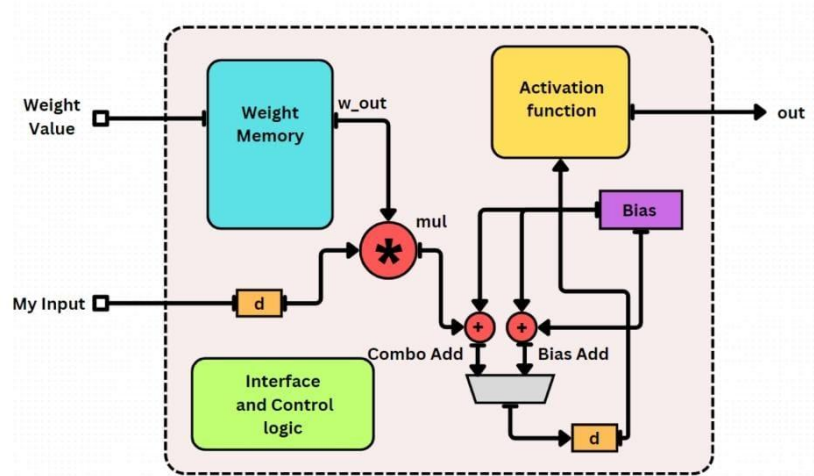 Weight
Value
Weight
Memory
w_out
Activation
function
out
Bias
mul
*
My Input
d
+
+
Combo Add
Bias Add
Interface
and Control
logic
d